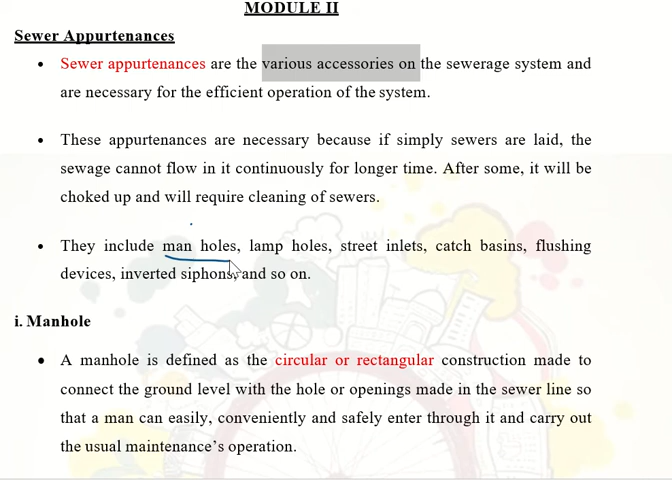 MODULE II
Sewer Appurtenances
• Sewer appurtenances are the various accessories on the sewerage system and
are necessary for the efficient operation of the system.
• These appurtenances are necessary because if simply sewers are laid, the
sewage cannot flow in it continuously for longer time. After some, it will be
choked up and will require cleaning of sewers.
• They include man holes, lamp holes, street inlets, catch basins, flushing
devices, inverted siphons, and so on.
i. Manhole
• A manhole is defined as the circular or rectangular construction made to
connect the ground level with the hole or openings made in the sewer line so
that a man can easily, conveniently and safely enter through it and carry out
the usual maintenance’s operation.